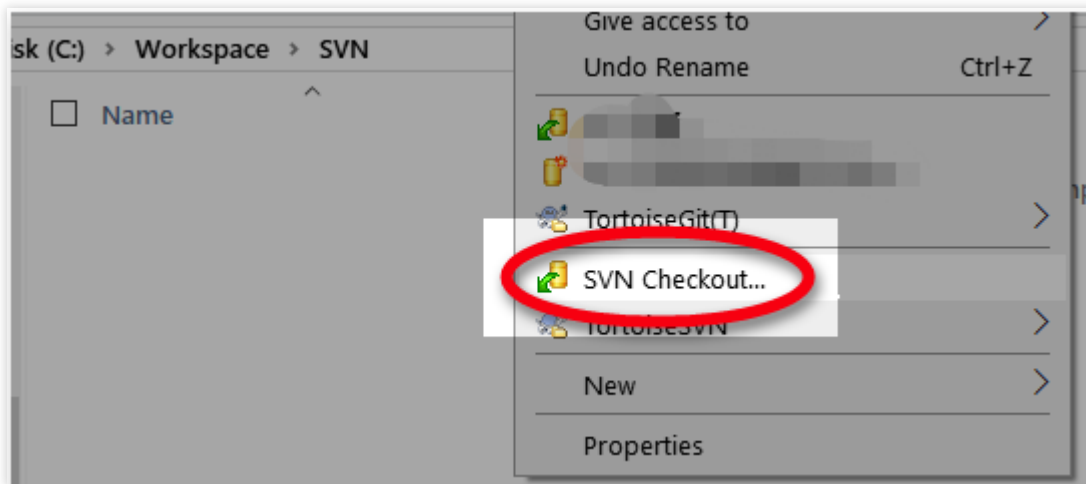 Give access to
sk (C:) > Workspace > SVN
Undo Rename Ctrl+Z
Name
TortoiseGit(T)
SVN Checkout...
TortoiseSVN
New
Properties